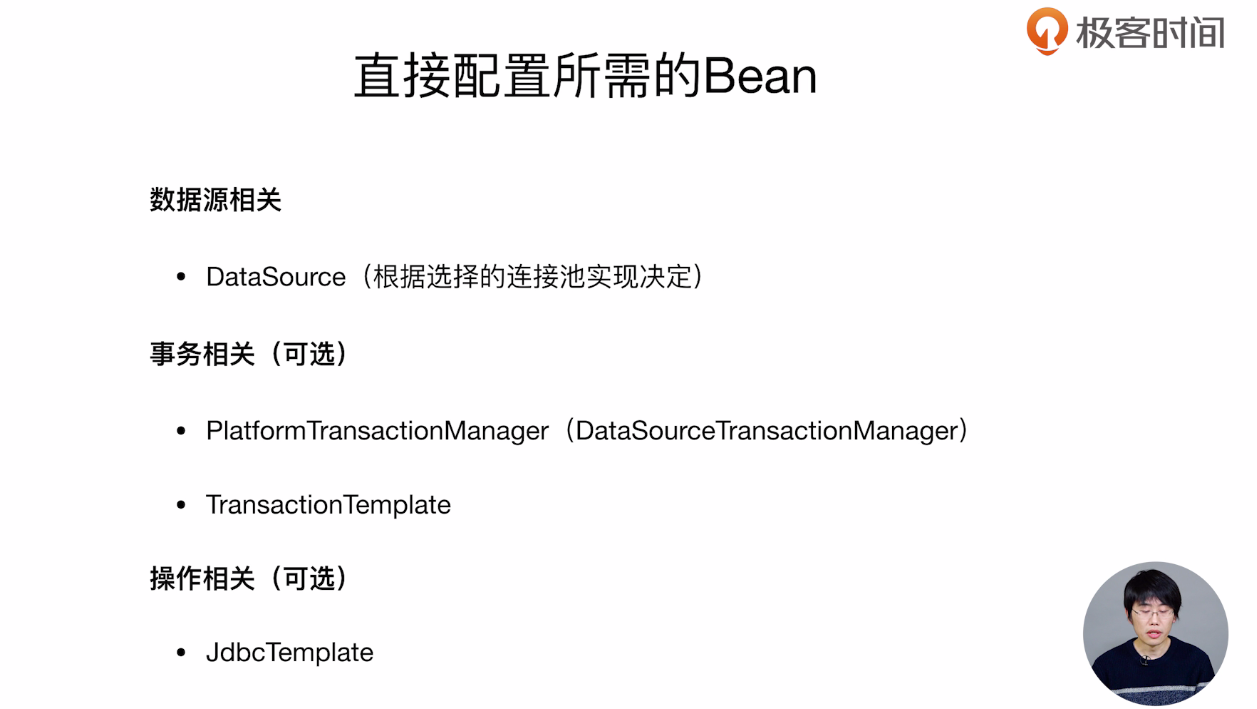 极客时间
直接配置所需的Bean
数据源相关
• DataSource（根据选择的连接池实现决定）
事务相关（可选）
• PlatformTransactionManager（DataSourceTransactionManager）
• TransactionTemplate
操作相关（可选）
• JdbcTemplate